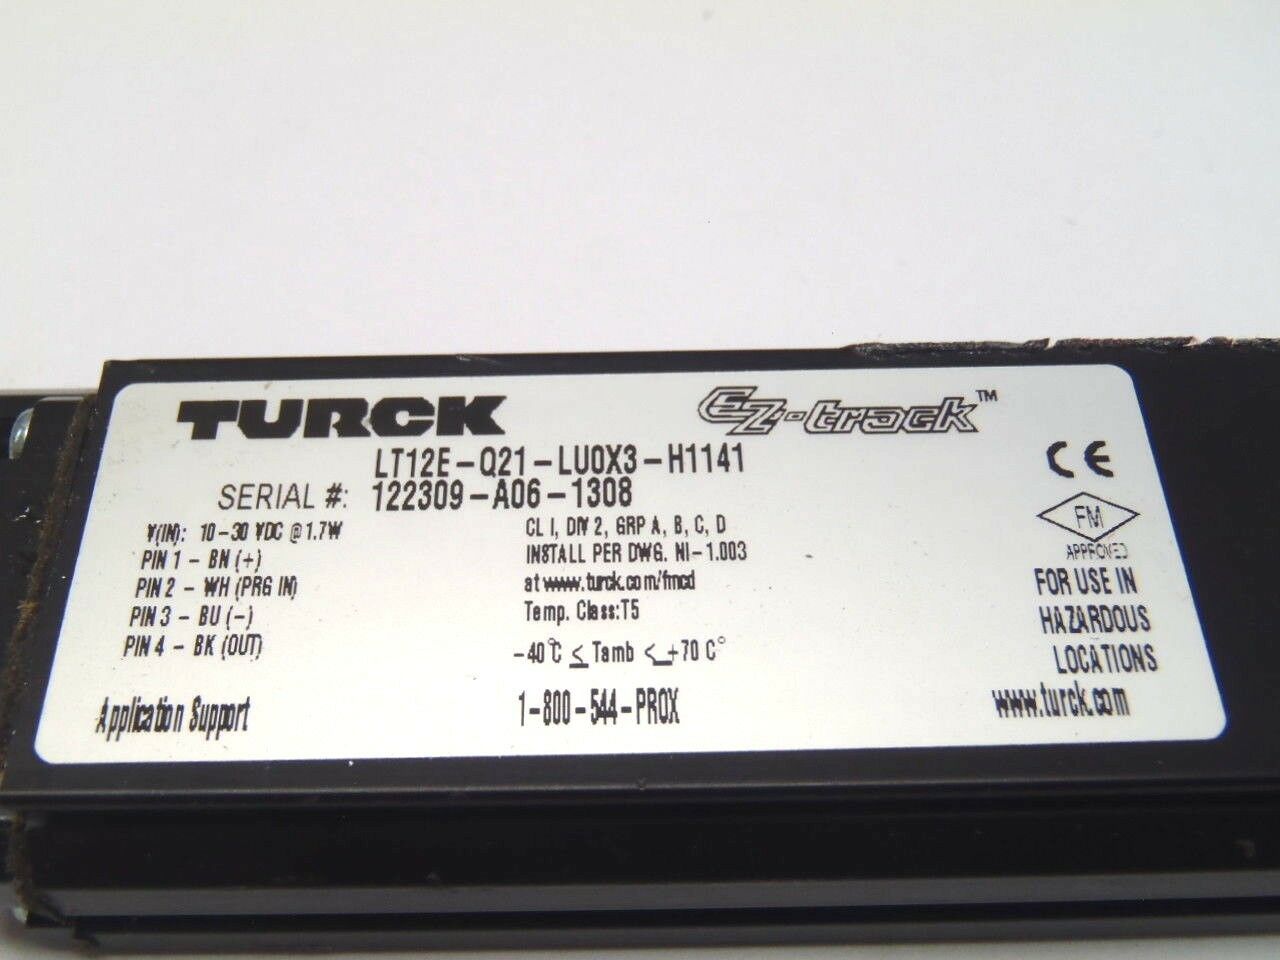 TURCK EZ-track™
LT12E-Q21-LU0X3-H1141
SERIAL #: 122309-A06-1308
V(IN): 10-30 VDC @ 1.7W
PIN 1 - BN (+)
PIN 2 - WH (PRG IN)
PIN 3 - BU (-)
PIN 4 - BK (OUT)
CL I, DIV 2, GRP A, B, C, D
INSTALL PER DWG. NI-1.003
at www.turck.com/fmcd
Temp. Class:T5
-40°C ≤ Tamb ≤ +70 C°
CE
FM
APPROVED
FOR USE IN
HAZARDOUS
LOCATIONS
Application Support 1-800-544-PROX www.turck.com